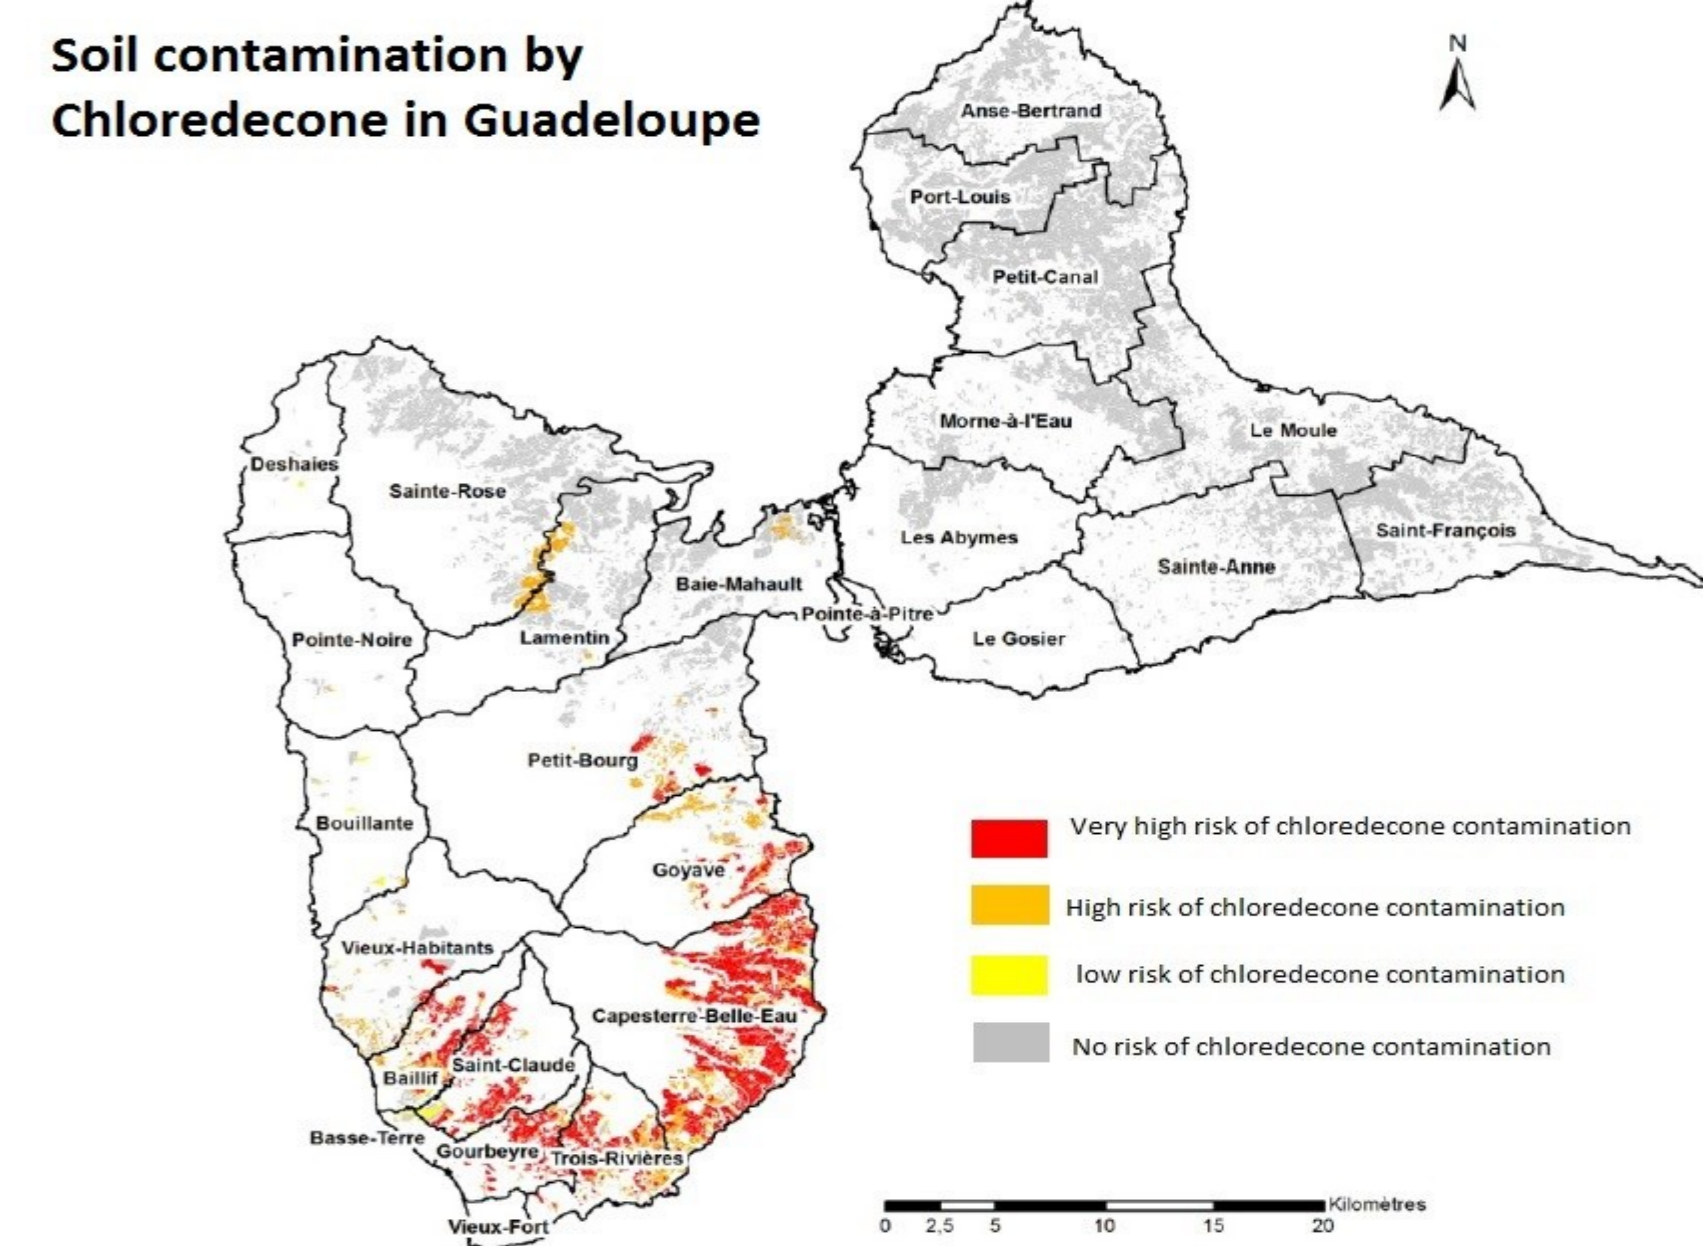 Soil contamination by
Chloredecone in Guadeloupe
N
Anse-Bertrand
Port-Louis
Petit-Canal
Morne-à-l'Eau
Le Moule
Deshaies
Sainte-Rose
Les Abymes
Saint-François
Sainte-Anne
Baie-Mahault
Pointe-à-Pitre
Pointe-Noire
Lamentin
Le Gosier
Petit-Bourg
Bouillante
Goyave
Vieux-Habitants
Capesterre-Belle-Eau
Saint-Claude
Baillif
Basse-Terre
Gourbeyre
Trois-Rivières
Vieux-Fort
Very high risk of chloredecone contamination
High risk of chloredecone contamination
low risk of chloredecone contamination
No risk of chloredecone contamination
Kilomètres
0 2,5 5 10 15 20